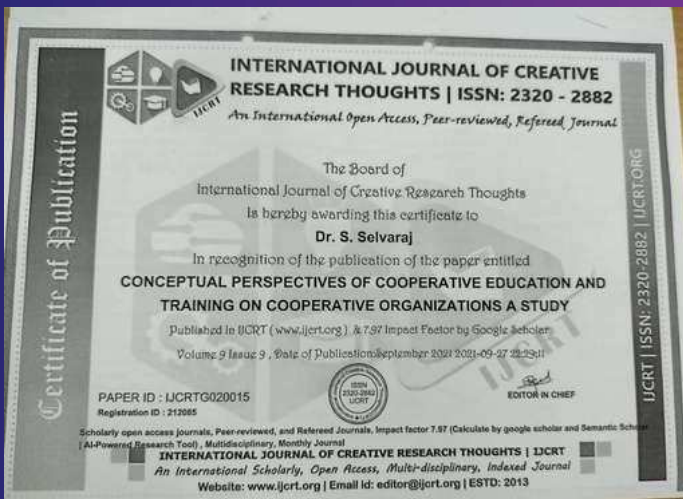 INTERNATIONAL JOURNAL OF CREATIVE
RESEARCH THOUGHTS | ISSN: 2320 - 2882
An International Open Access, Peer-reviewed, Refereed Journal
IJCRT
Certificate of Publication
The Board of
International Journal of Creative Research Thoughts
Is hereby awarding this certificate to
Dr. S. Selvaraj
In recognition of the publication of the paper entitled
CONCEPTUAL PERSPECTIVES OF COOPERATIVE EDUCATION AND
TRAINING ON COOPERATIVE ORGANIZATIONS A STUDY
Published In IJCRT ( www.ijcrt.org ) & 7.97 Impact Factor by Google Scholar
Volume 9 Issue 9 , Date of Publication:September 2021 2021-09-27
PAPER ID : IJCRTG020015
Registration ID : 212085
ISSN
2320-2882
IJCRT
EDITOR IN CHIEF
IJCRT
IJCRT | ISSN: 2320-2882 | IJCRT.ORG
Scholarly open access journals, Peer-reviewed, and Refereed Journals, Impact factor 7.97 (Calculate by google scholar and Semantic
| AI-Powered Research Tool) , Multidisciplinary, Monthly Journal
INTERNATIONAL JOURNAL OF CREATIVE RESEARCH THOUGHTS | IJCRT
An International Scholarly, Open Access, Multi-disciplinary, Indexed Journal
Website: www.ijcrt.org | Email id: editor@ijcrt.org | ESTD: 2013